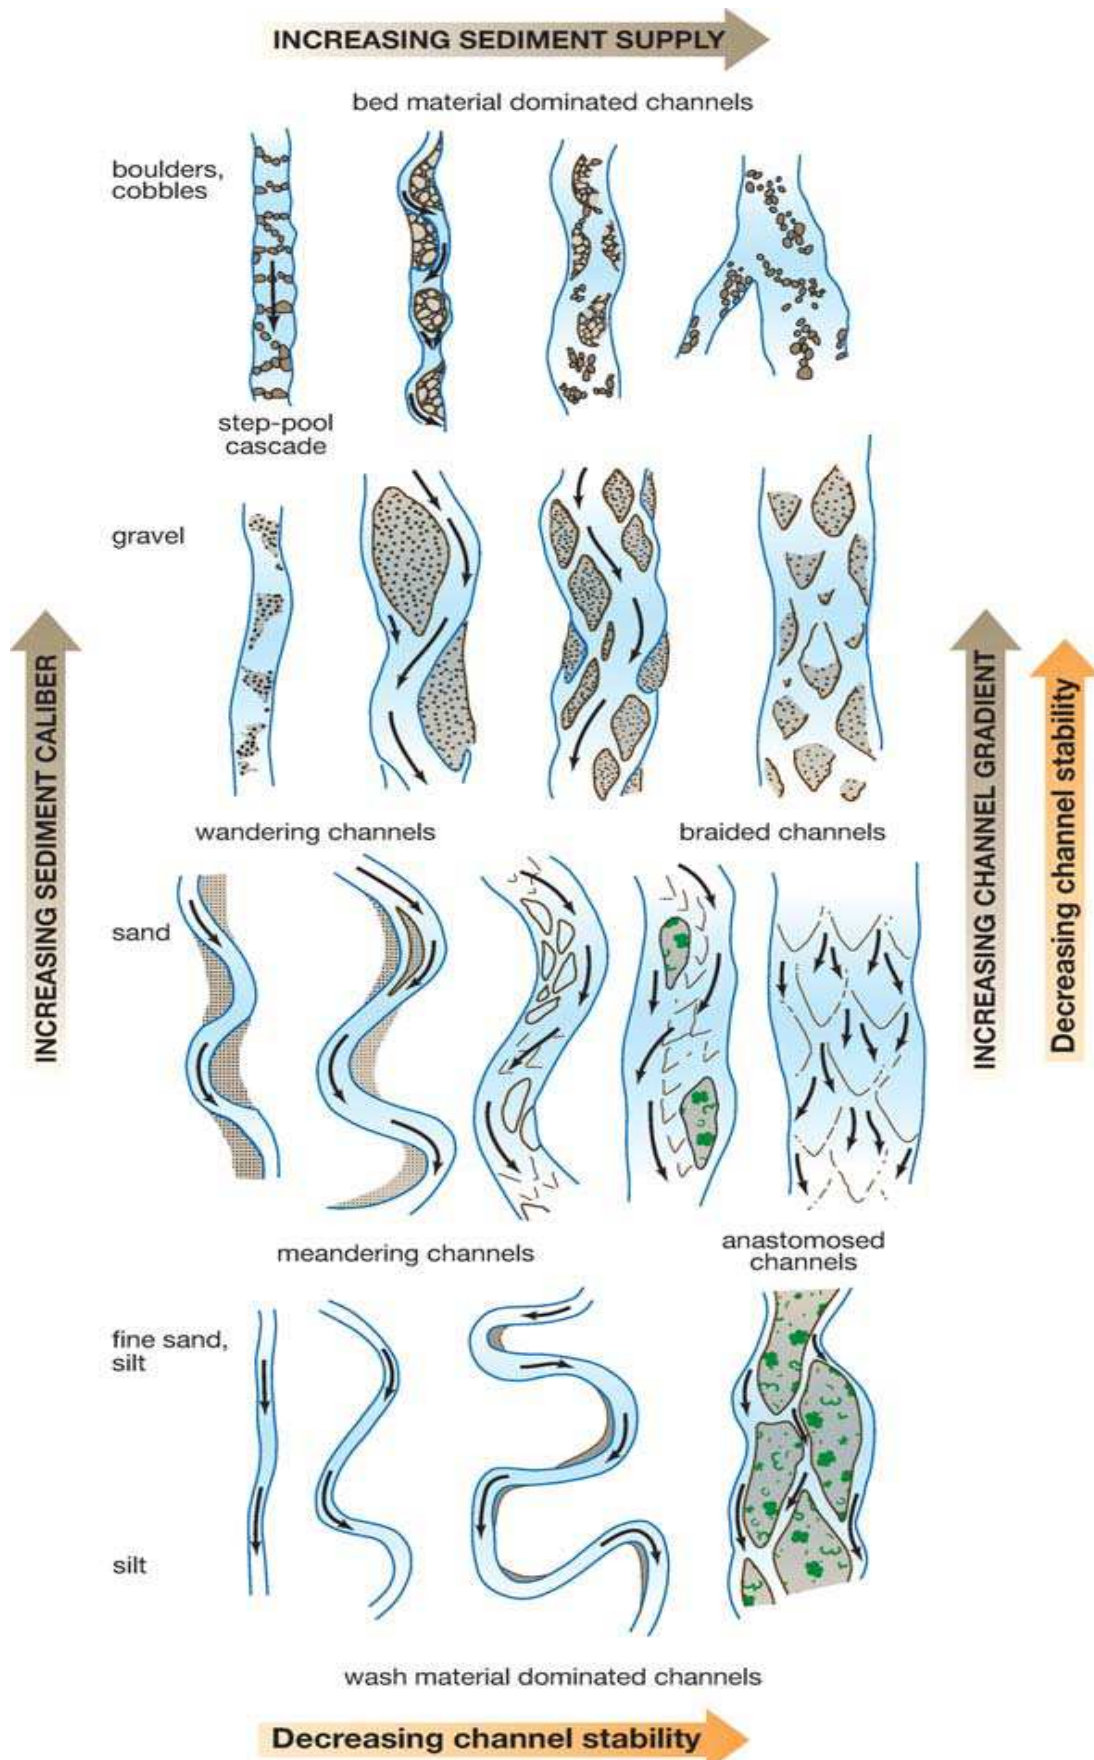 INCREASING SEDIMENT SUPPLY
bed material dominated channels
boulders,
cobbles
step-pool
cascade
gravel
INCREASING SEDIMENT CALIBER
INCREASING CHANNEL GRADIENT
Decreasing channel stability
wandering channels
braided channels
sand
meandering channels
anastomosed
channels
fine sand,
silt
silt
wash material dominated channels
Decreasing channel stability